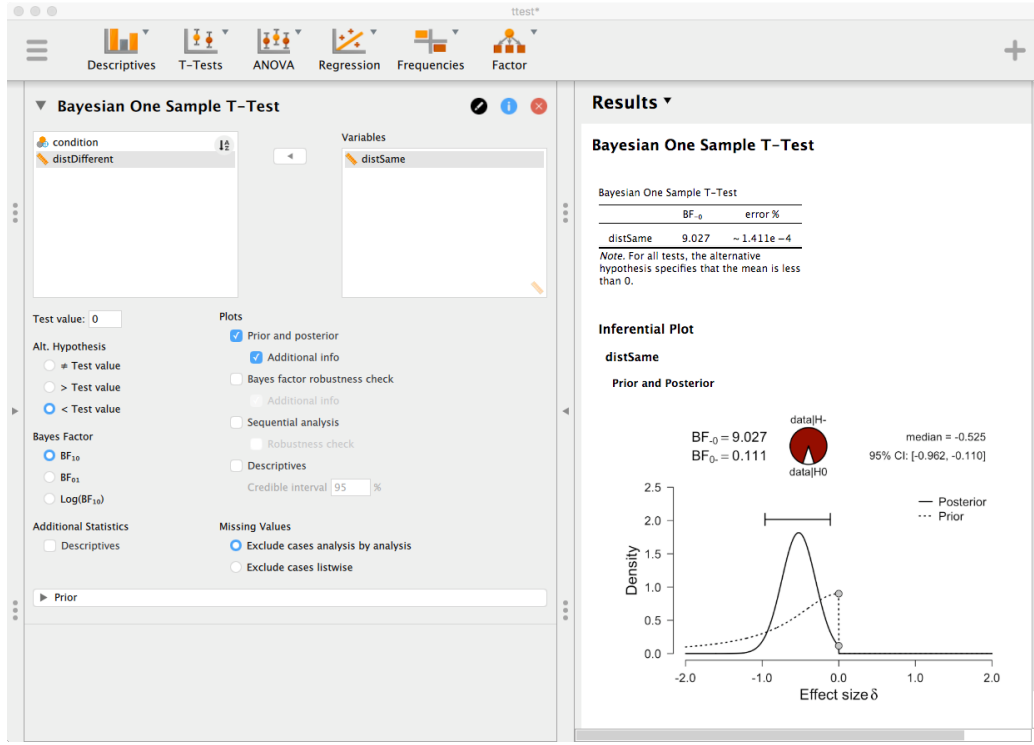 ttest*
Descriptives
T-Tests
ANOVA
Regression
Frequencies
Factor
Bayesian One Sample T-Test
condition
distDifferent
Variables
distSame
Test value: 0
Alt. Hypothesis
≠ Test value
> Test value
< Test value
Bayes Factor
BF₁₀
BF₀₁
Log(BF₁₀)
Additional Statistics
Descriptives
Plots
Prior and posterior
Additional info
Bayes factor robustness check
Additional info
Sequential analysis
Robustness check
Descriptives
Credible interval 95 %
Missing Values
Exclude cases analysis by analysis
Exclude cases listwise
Prior
Results
Bayesian One Sample T-Test
Bayesian One Sample T-Test
BF₋₀ error %
distSame 9.027 ~ 1.411e −4
Note. For all tests, the alternative
hypothesis specifies that the mean is less
than 0.
Inferential Plot
distSame
Prior and Posterior
data|H-
BF₋₀ = 9.027
BF₀₋ = 0.111
data|H0
median = -0.525
95% CI: [-0.962, -0.110]
Posterior
Prior
Density
2.5
2.0
1.5
1.0
0.5
0.0
-2.0 -1.0 0.0 1.0 2.0
Effect size δ